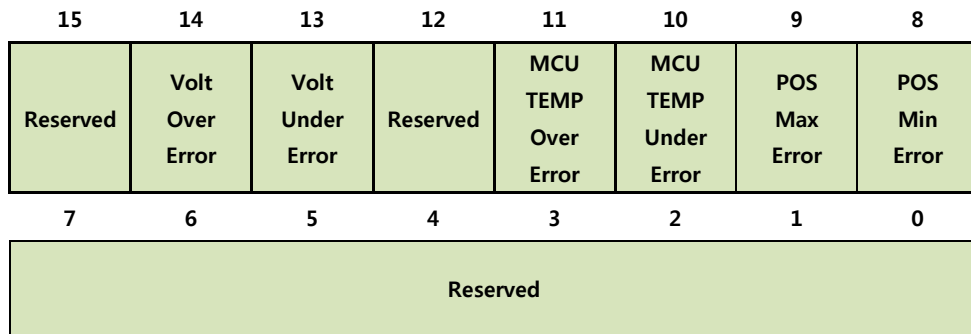 15 14 13 12 11 10 9 8
Reserved
Volt
Over
Error
Volt
Under
Error
Reserved
MCU
TEMP
Over
Error
MCU
TEMP
Under
Error
POS
Max
Error
POS
Min
Error
7 6 5 4 3 2 1 0
Reserved